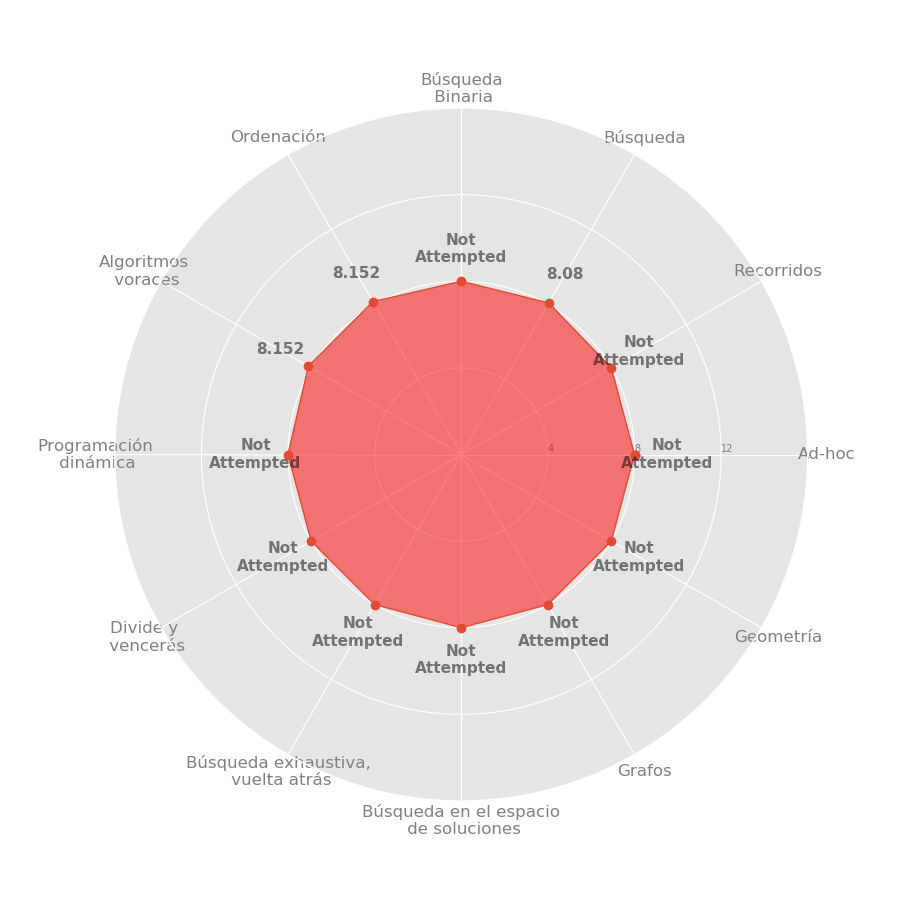 Búsqueda
Binaria
Ordenación
Búsqueda
Not
Attempted
8.152
8.08
Algoritmos
voraces
Recorridos
8.152
Not
Attempted
Programación
dinámica
Not
Attempted
4
8
Not
Attempted
12
Ad-hoc
Not
Attempted
Not
Attempted
Divide y
vencerás
Not
Attempted
Not
Attempted
Geometría
Not
Attempted
Búsqueda exhaustiva,
vuelta atrás
Grafos
Búsqueda en el espacio
de soluciones